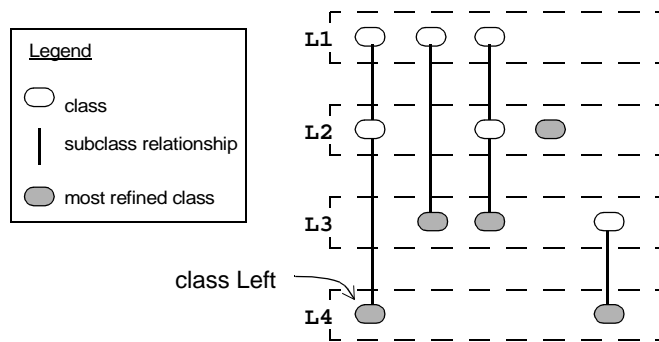 Legend
class
subclass relationship
most refined class
L1
L2
L3
class Left
L4